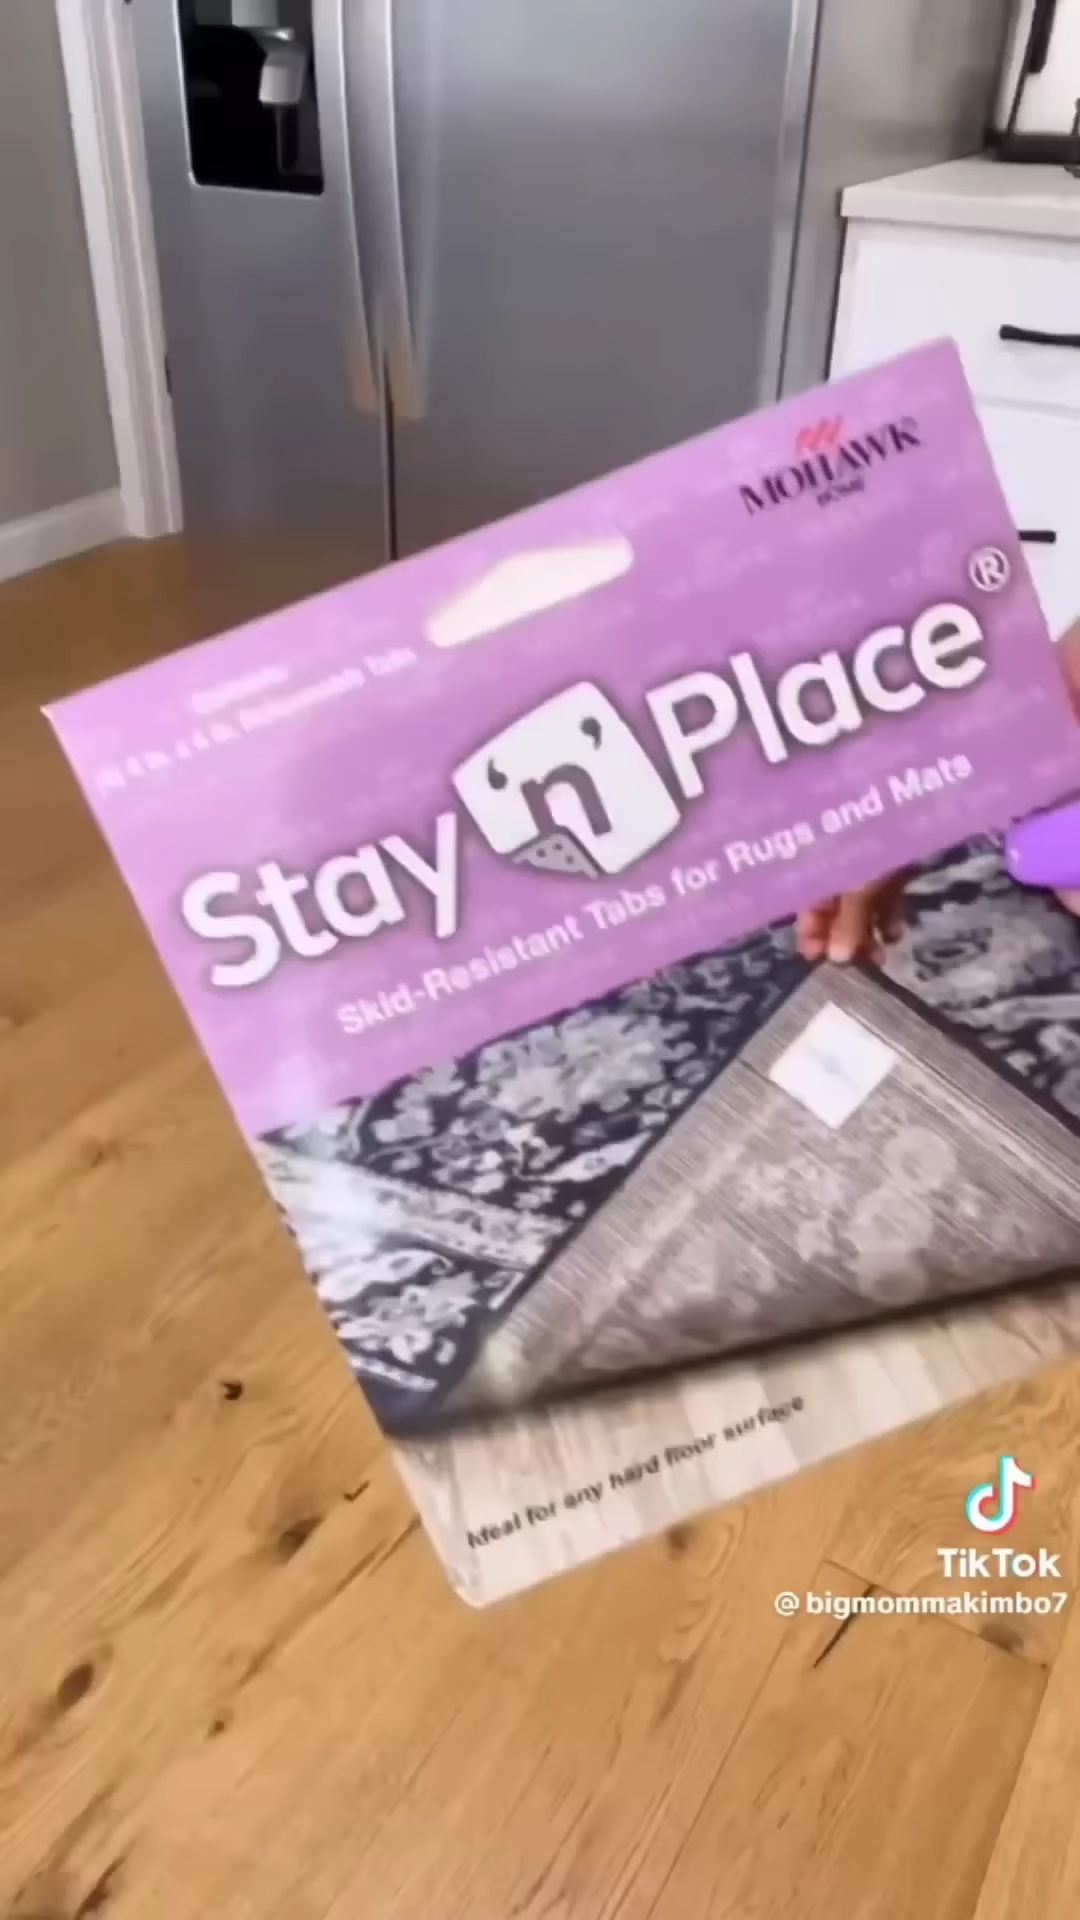 MOHAWK
HOME
Stay 'n' Place®
Skid-Resistant Tabs for Rugs and Mats
Ideal for any hard floor surface
TikTok
@bigmommakimbo7